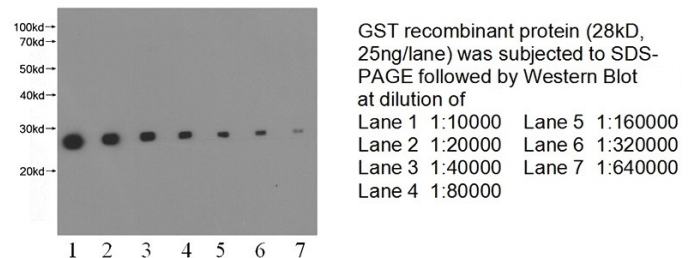 100kd→
70kd→
50kd→
40kd→
30kd→
20kd→
1 2 3 4 5 6 7
GST recombinant protein (28kD,
25ng/lane) was subjected to SDS-
PAGE followed by Western Blot
at dilution of
Lane 1 1:10000 Lane 5 1:160000
Lane 2 1:20000 Lane 6 1:320000
Lane 3 1:40000 Lane 7 1:640000
Lane 4 1:80000